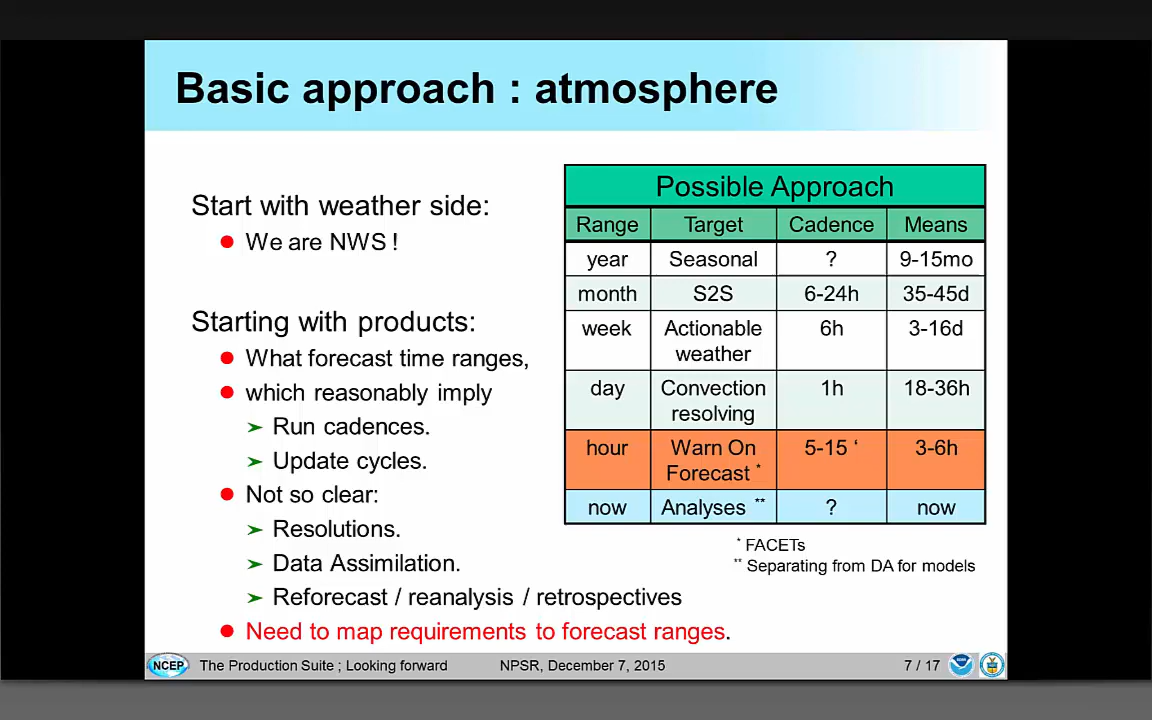 Basic approach : atmosphere
Start with weather side:
We are NWS !
Starting with products:
What forecast time ranges,
which reasonably imply
➢ Run cadences.
➢ Update cycles.
Not so clear:
➢ Resolutions.
➢ Data Assimilation.
➢ Reforecast / reanalysis / retrospectives
Need to map requirements to forecast ranges.
Possible Approach
Range Target Cadence Means
year Seasonal ? 9-15mo
month S2S 6-24h 35-45d
week Actionable weather 6h 3-16d
day Convection resolving 1h 18-36h
hour Warn On Forecast * 5-15 ‘ 3-6h
now Analyses ** ? now
* FACETs
** Separating from DA for models
NCEP The Production Suite ; Looking forward NPSR, December 7, 2015 7 / 17